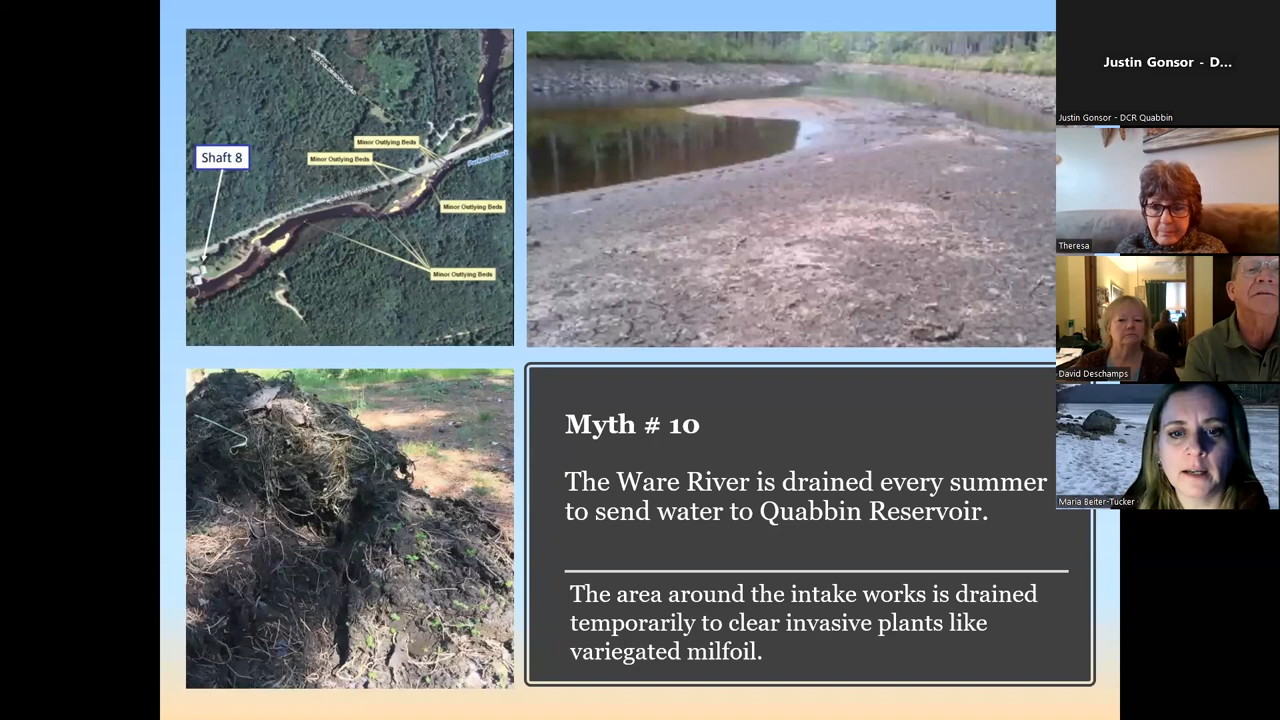 Shaft 8
Minor Outlying Beds
Minor Outlying Beds
Minor Outlying Beds
Minor Outlying Beds
Myth # 10
The Ware River is drained every summer
to send water to Quabbin Reservoir.
The area around the intake works is drained
temporarily to clear invasive plants like
variegated milfoil.
Justin Gonsor - D...
Justin Gonsor - DCR Quabbin
Theresa
David Deschamps
Maria Beiter-Tucker